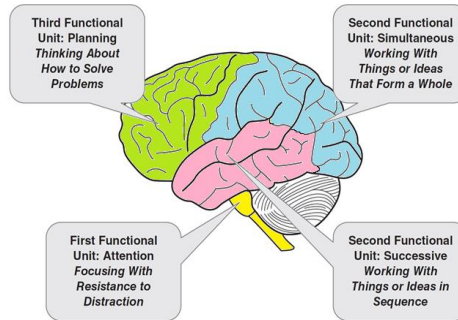 Third Functional
Unit: Planning
Thinking About
How to Solve
Problems
Second Functional
Unit: Simultaneous
Working With
Things or Ideas
That Form a Whole
First Functional
Unit: Attention
Focusing With
Resistance to
Distraction
Second Functional
Unit: Successive
Working With
Things or Ideas in
Sequence